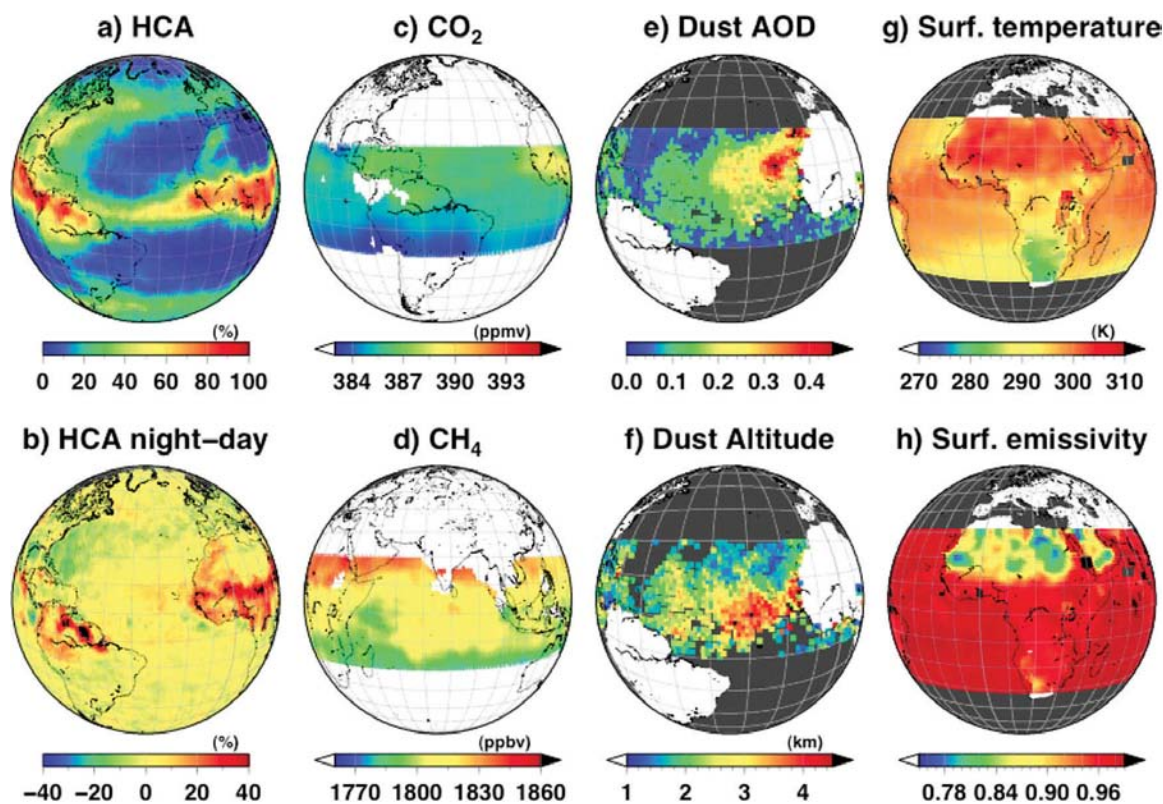 a) HCA
c) CO₂
e) Dust AOD
g) Surf. temperature
(%)
(ppmv)
(K)
0 20 40 60 80 100
384 387 390 393
0.0 0.1 0.2 0.3 0.4
270 280 290 300 310
b) HCA night–day
d) CH₄
f) Dust Altitude
h) Surf. emissivity
(%)
(ppbv)
(km)
−40 −20 0 20 40
1770 1800 1830 1860
1 2 3 4
0.78 0.84 0.90 0.96